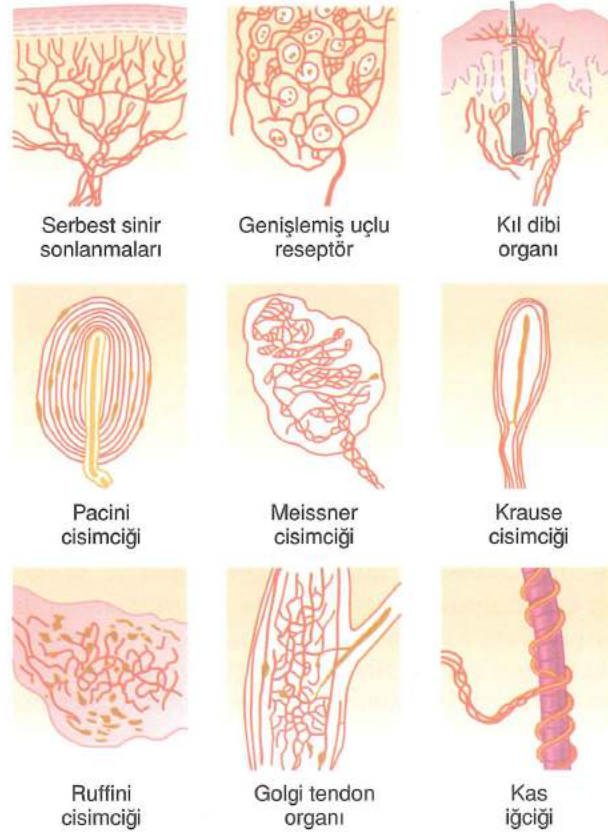 Serbest sinir
sonlanmaları
Genişlemiş uçlu
reseptör
Kıl dibi
organı
Pacini
cisimciği
Meissner
cisimciği
Krause
cisimciği
Ruffini
cisimciği
Golgi tendon
organı
Kas
iğciği